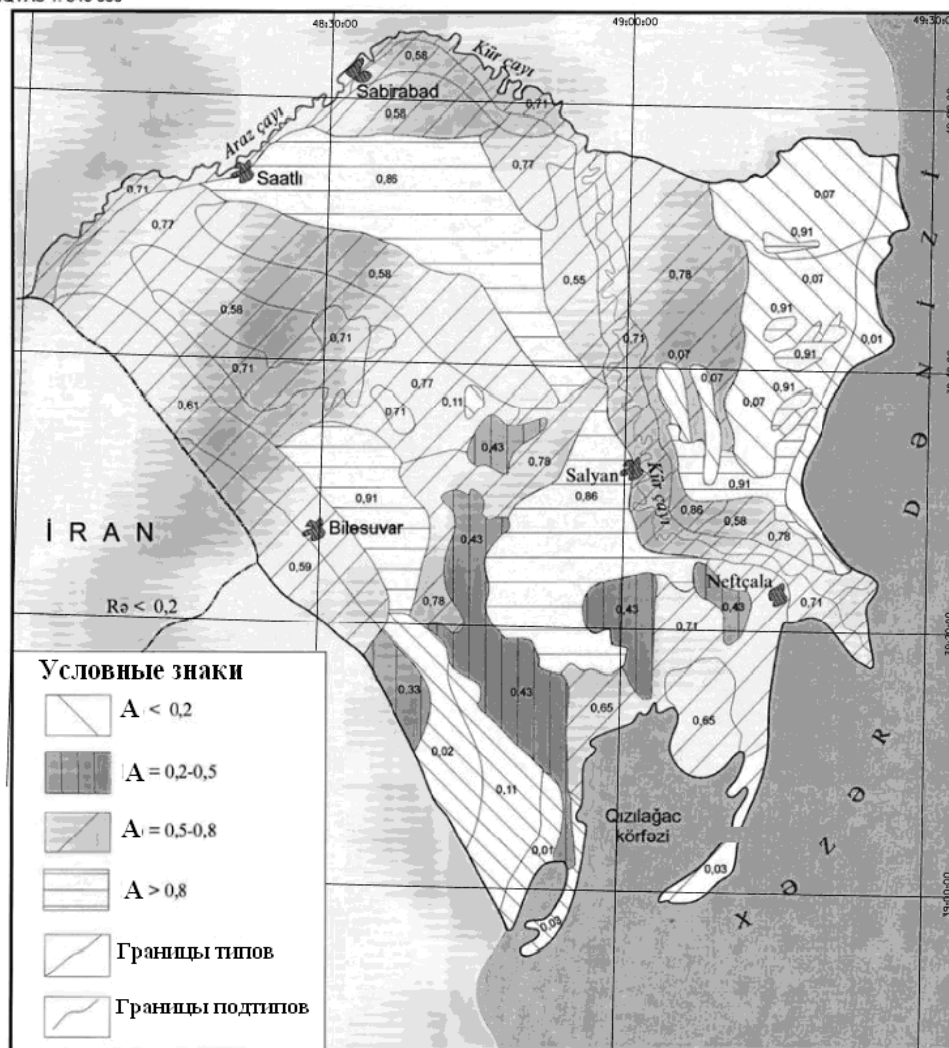 48:30:00
49:00:00
49:30
0,58
Kür çayı
Sabirabad
0,71
0,58
Araz çayı
0,77
Saatlı
0,86
0,71
0,07
0,77
0,91
0,58
0,55
0,78
0,07
0,58
0,91
0,71
0,71
0,01
0,07
0,91
0,71
0,07
0,77
0,91
0,61
0,71
0,11
0,07
0,43
0,78
Salyan
Kür çayı
0,91
0,86
0,91
0,86
0,58
Biləsuvar
0,43
0,78
İRAN
0,59
Neftçala
0,78
0,43
0,43
0,71
Rə < 0,2
0,71
Условные знаки
0,33
0,43
0,65
0,65
A < 0,2
0,02
A = 0,2-0,5
0,11
Qızılağac
körfəzi
A = 0,5-0,8
0,01
0,03
A > 0,8
0,03
XƏZƏR
DƏNİZİ
39:00:00
Границы типов
Границы подтипов